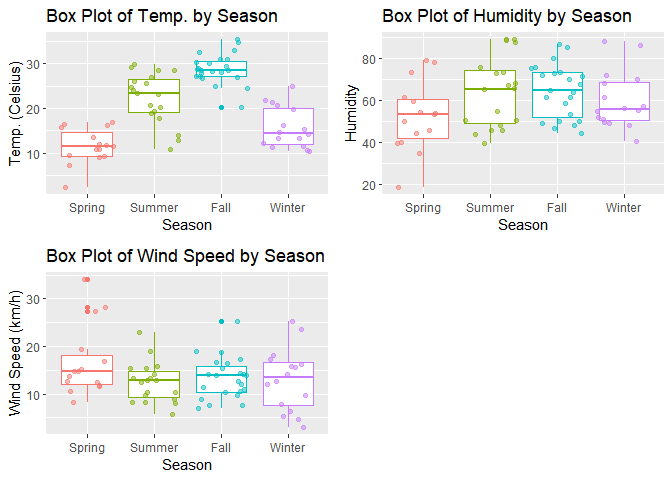 Box Plot of Temp. by Season
Temp. (Celsius)
30
20
10
Spring Summer Fall Winter
Season
Box Plot of Humidity by Season
Humidity
80
60
40
20
Spring Summer Fall Winter
Season
Box Plot of Wind Speed by Season
Wind Speed (km/h)
30
20
10
Spring Summer Fall Winter
Season